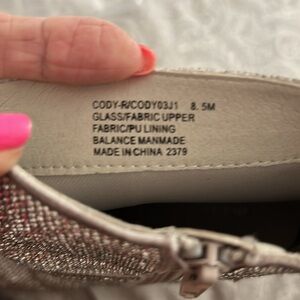 CODY-R/CODY03J1 8.5M
GLASS/FABRIC UPPER
FABRIC/PU LINING
BALANCE MANMADE
MADE IN CHINA 2379